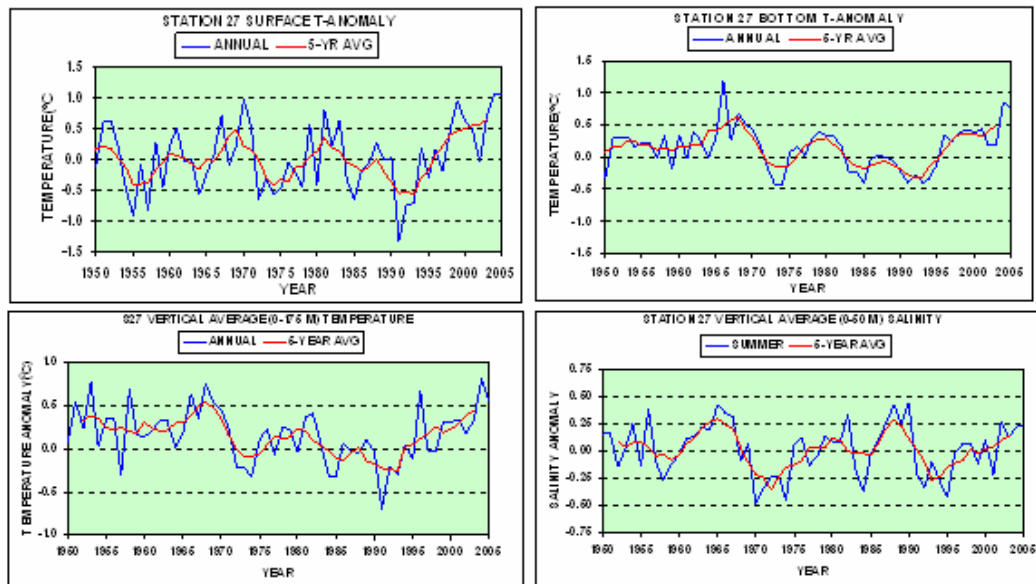 STATION 27 SURFACE T-ANOMALY
ANNUAL 5-YR AVG
TEMPERATURE(ºC
1.5
1.0
0.5
0.0
-0.5
-1.0
-1.5
1950 1955 1960 1965 1970 1975 1980 1985 1990 1995 2000 2005
YEAR
STATION 27 BOTTOM T-ANOMALY
ANNUAL 5-YR AVG
TEMPERATURE(ºC)
1.5
1.0
0.5
0.0
-0.5
-1.0
-1.5
1950 1955 1960 1965 1970 1975 1980 1985 1990 1995 2000 2005
YEAR
S27 VERTICAL AVERAGE (0-175 M) TEMPERATURE
ANNUAL 5-YEAR AVG
TEMPERATURE ANOMALY(ºC)
1.0
0.5
0.0
-0.5
-1.0
1950 1955 1960 1965 1970 1975 1980 1985 1990 1995 2000 2005
YEAR
STATION 27 VERTICAL AVERAGE (0-50 M) SALINITY
SUMMER 5-YEAR AVG
SALINITY ANOMALY
0.75
0.50
0.25
0.00
-0.25
-0.50
-0.75
1950 1955 1960 1965 1970 1975 1980 1985 1990 1995 2000 2005
YEAR